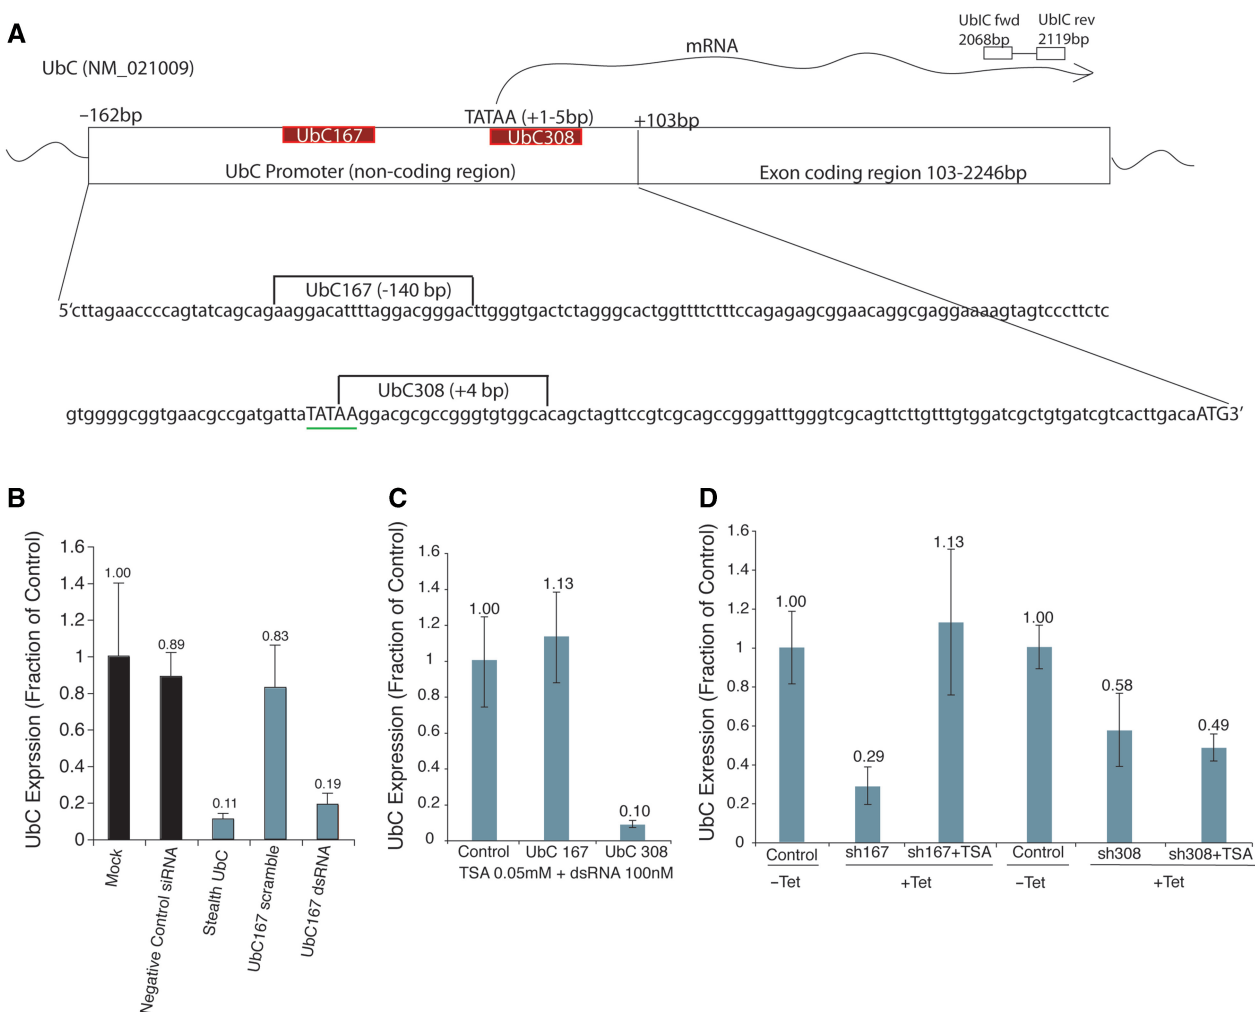 A
UbC (NM_021009)
mRNA
UbIC fwd
2068bp
UbIC rev
2119bp
–162bp
TATAA (+1-5bp)
+103bp
UbC167
UbC308
UbC Promoter (non-coding region)
Exon coding region 103-2246bp
UbC167 (-140 bp)
5'cttagaaccccagtatcagcagaaggacattttaggacgggacttgggtgactctagggcactggttttctttccagagagcggaacaggcgaggaaaagtagtcccttctc
UbC308 (+4 bp)
gtggggcggtgaacgccgatgattaTATAAggacgcgccgggtgtggcacagctagttccgtcgcagccgggatttgggtcgcagttcttgtttgtggatcgctgtgatcgtcacttgacaATG3'
B
UbC Exprssion (Fraction of Control)
1.6
1.4
1.2
1
0.8
0.6
0.4
0.2
0
1.00
0.89
0.11
0.83
0.19
Mock
Negative Control siRNA
Stealth UbC
UbC167 scramble
UbC167 dsRNA
C
UbC Expression (Fraction of Control)
1.6
1.4
1.2
1
0.8
0.6
0.4
0.2
0
1.00
1.13
0.10
Control
UbC 167
UbC 308
TSA 0.05mM + dsRNA 100nM
D
UbC Exression (Fraction of Control)
1.6
1.4
1.2
1
0.8
0.6
0.4
0.2
0
1.00
0.29
1.13
1.00
0.58
0.49
Control
sh167
sh167+TSA
Control
sh308
sh308+TSA
–Tet
+Tet
–Tet
+Tet